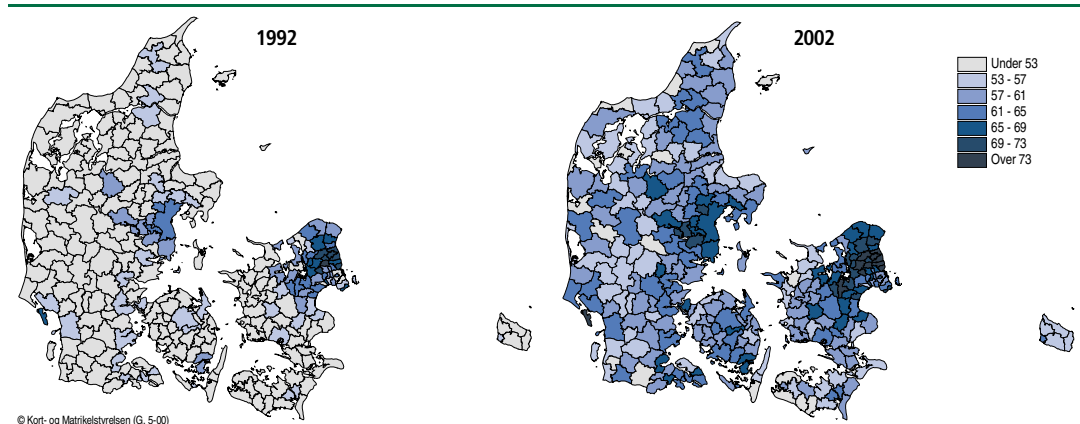 1992
2002
Under 53
53 - 57
57 - 61
61 - 65
65 - 69
69 - 73
Over 73
© Kort- og Matrikelstyrelsen (G. 5-00)